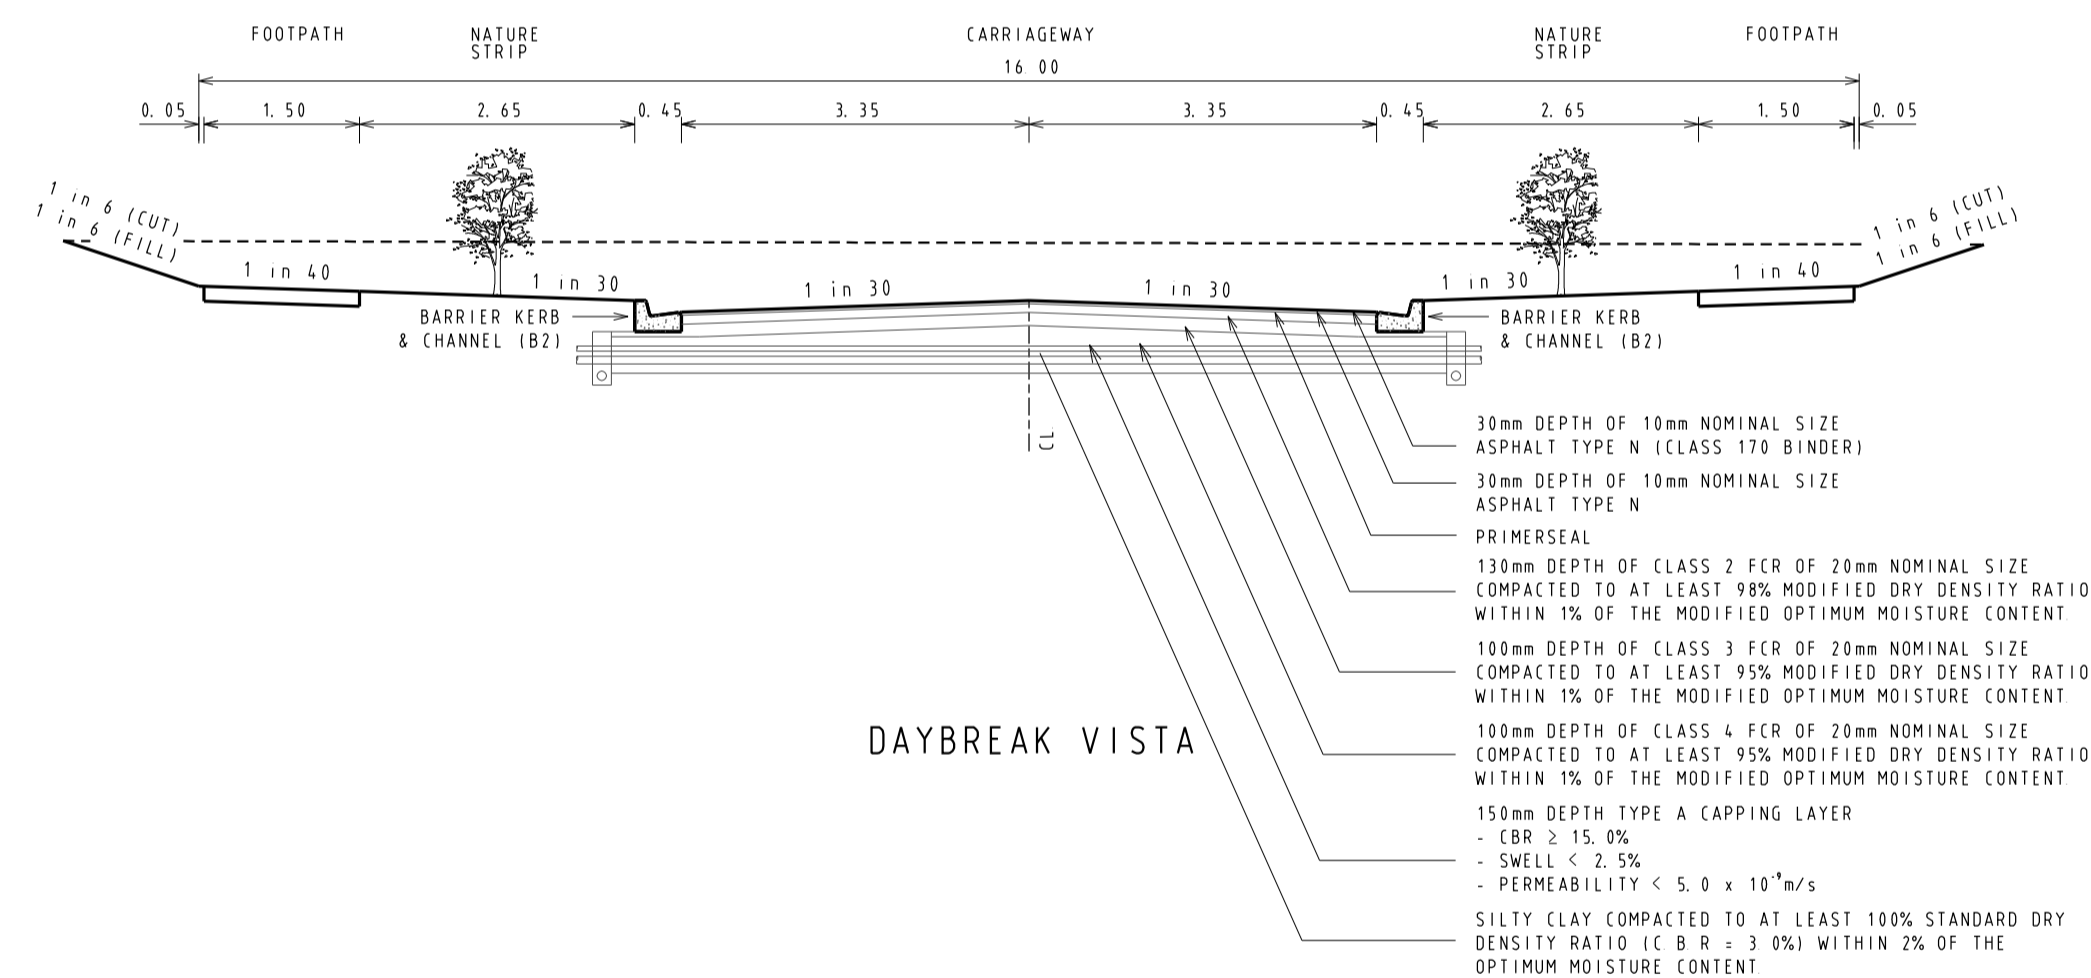 FOOTPATH
NATURE
STRIP
CARRIAGEWAY
NATURE
STRIP
FOOTPATH
16.00
0.05
1.50
2.65
0.45
3.35
3.35
0.45
2.65
1.50
0.05
1 in 6 (CUT)
1 in 6 (FILL)
1 in 6 (CUT)
1 in 6 (FILL)
1 in 40
1 in 30
1 in 30
1 in 30
1 in 30
1 in 40
BARRIER KERB
& CHANNEL (B2)
BARRIER KERB
& CHANNEL (B2)
CL
30mm DEPTH OF 10mm NOMINAL SIZE
ASPHALT TYPE N (CLASS 170 BINDER)
30mm DEPTH OF 10mm NOMINAL SIZE
ASPHALT TYPE N
PRIMERSEAL
130mm DEPTH OF CLASS 2 FCR OF 20mm NOMINAL SIZE
COMPACTED TO AT LEAST 98% MODIFIED DRY DENSITY RATIO
WITHIN 1% OF THE MODIFIED OPTIMUM MOISTURE CONTENT.
100mm DEPTH OF CLASS 3 FCR OF 20mm NOMINAL SIZE
COMPACTED TO AT LEAST 95% MODIFIED DRY DENSITY RATIO
WITHIN 1% OF THE MODIFIED OPTIMUM MOISTURE CONTENT.
100mm DEPTH OF CLASS 4 FCR OF 20mm NOMINAL SIZE
COMPACTED TO AT LEAST 95% MODIFIED DRY DENSITY RATIO
WITHIN 1% OF THE MODIFIED OPTIMUM MOISTURE CONTENT.
DAYBREAK VISTA
150mm DEPTH TYPE A CAPPING LAYER
- CBR ≥ 15.0%
- SWELL < 2.5%
- PERMEABILITY < 5.0 x 10⁻⁹m/s
SILTY CLAY COMPACTED TO AT LEAST 100% STANDARD DRY
DENSITY RATIO (C.B.R = 3.0%) WITHIN 2% OF THE
OPTIMUM MOISTURE CONTENT.